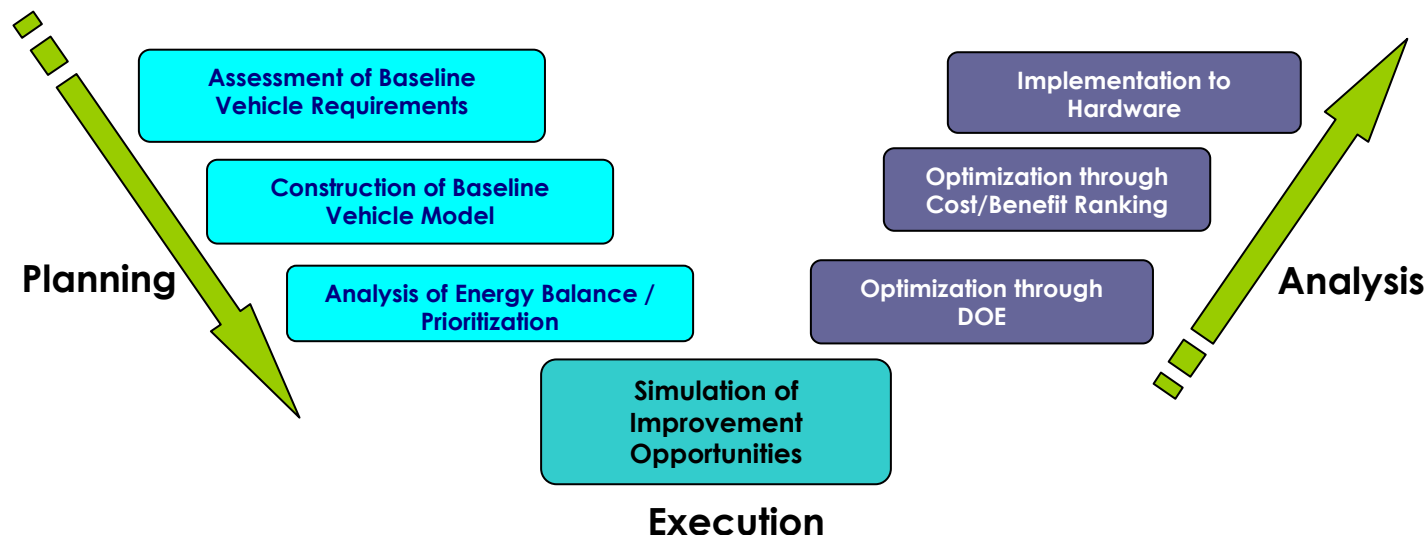 Assessment of Baseline
Vehicle Requirements
Construction of Baseline
Vehicle Model
Planning
Analysis of Energy Balance /
Prioritization
Simulation of
Improvement
Opportunities
Execution
Implementation to
Hardware
Optimization through
Cost/Benefit Ranking
Optimization through
DOE
Analysis